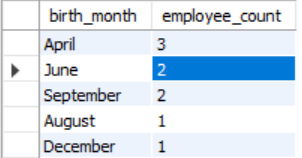 birth_month employee_count
April 3
June 2
September 2
August 1
December 1